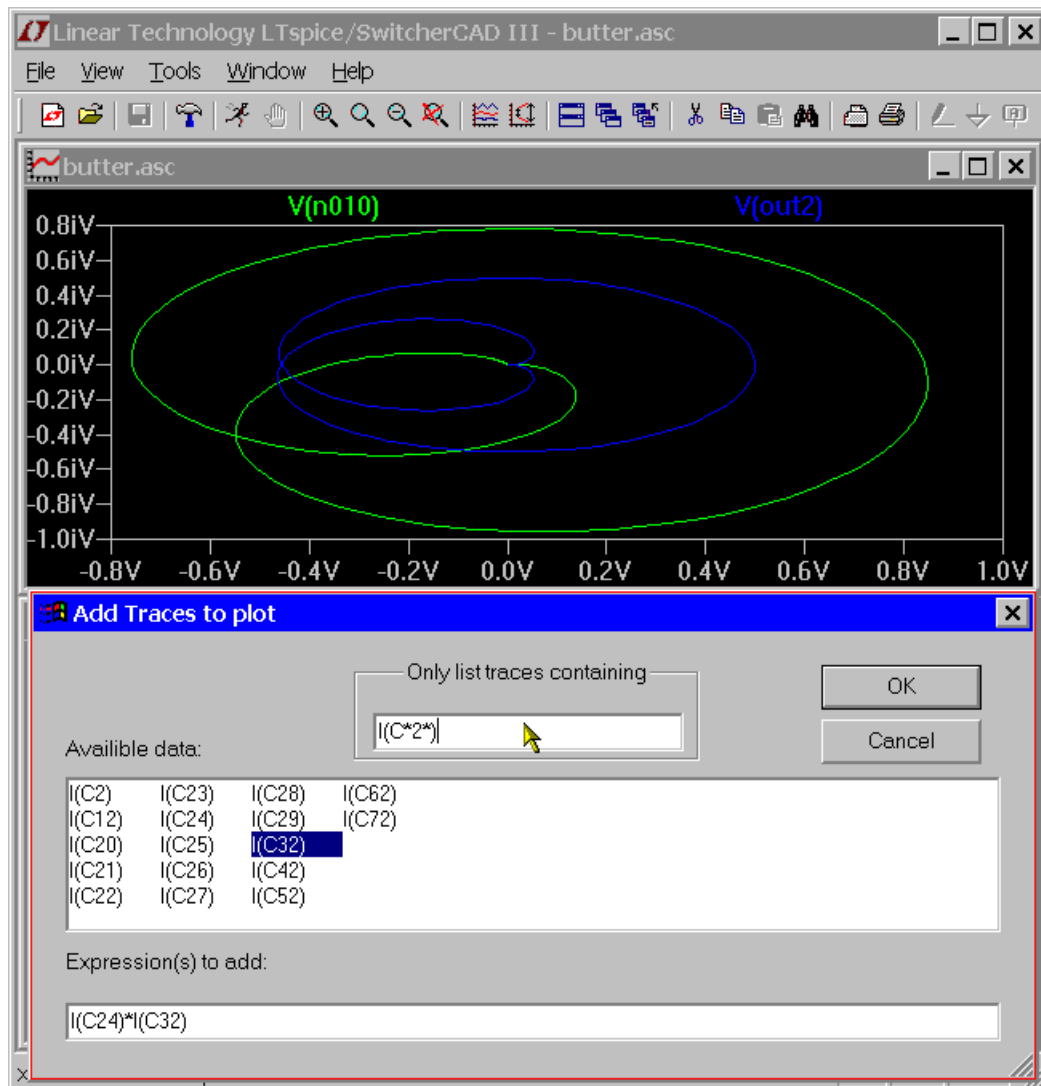 Linear Technology LTspice/SwitcherCAD III - butter.asc
File View Tools Window Help
butter.asc
V(n010) V(out2)
0.8iV
0.6iV
0.4iV
0.2iV
0.0iV
-0.2iV
-0.4iV
-0.6iV
-0.8iV
-1.0iV
-0.8V -0.6V -0.4V -0.2V 0.0V 0.2V 0.4V 0.6V 0.8V 1.0V
Add Traces to plot
Only list traces containing
OK
I(C*2*)
Cancel
Availible data:
I(C2) I(C23) I(C28) I(C62)
I(C12) I(C24) I(C29) I(C72)
I(C20) I(C25) I(C32)
I(C21) I(C26) I(C42)
I(C22) I(C27) I(C52)
Expression(s) to add:
I(C24)*I(C32)
x